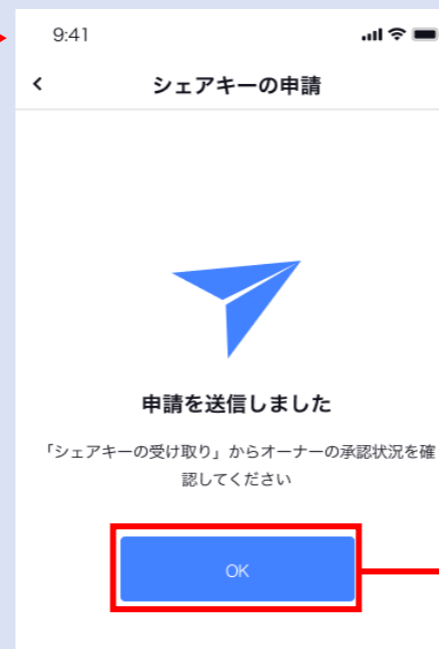 9:41
シェアキーの申請
申請を送信しました
「シェアキーの受け取り」からオーナーの承認状況を確
認してください
OK